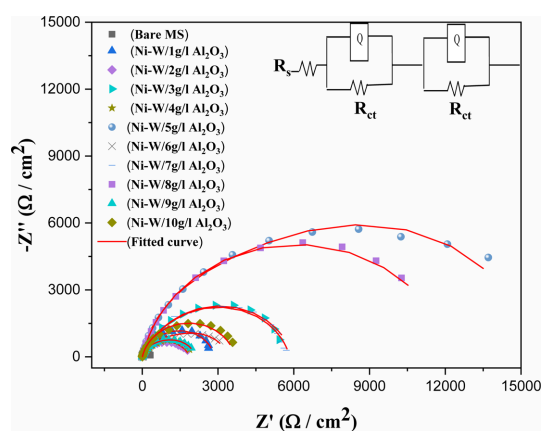 -Z'' (Ω / cm²)
15000
12000
9000
6000
3000
0
(Bare MS)
(Ni-W/1g/l Al₂O₃)
(Ni-W/2g/l Al₂O₃)
(Ni-W/3g/l Al₂O₃)
(Ni-W/4g/l Al₂O₃)
(Ni-W/5g/l Al₂O₃)
(Ni-W/6g/l Al₂O₃)
(Ni-W/7g/l Al₂O₃)
(Ni-W/8g/l Al₂O₃)
(Ni-W/9g/l Al₂O₃)
(Ni-W/10g/l Al₂O₃)
(Fitted curve)
Q Q
Rs
Rct Rct
0 3000 6000 9000 12000 15000
Z' (Ω / cm²)